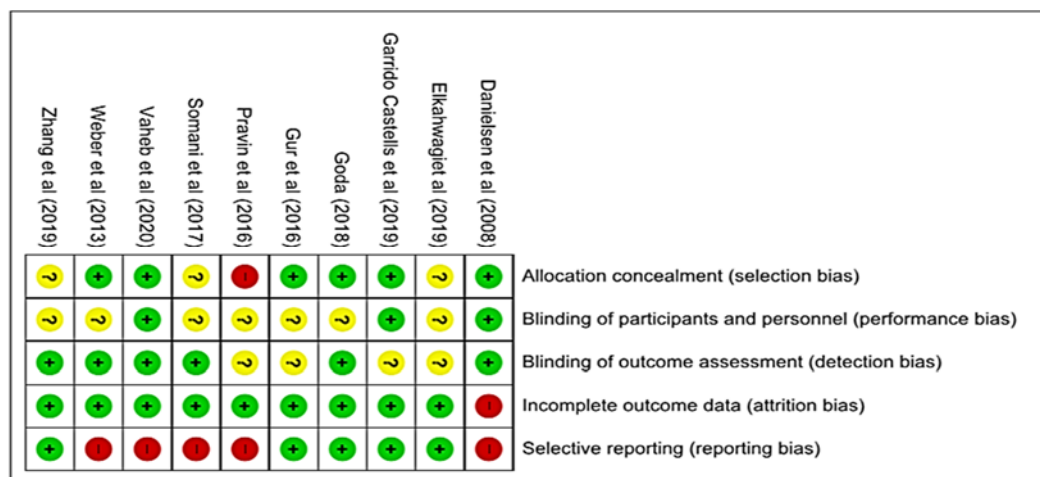 Zhang et al (2019)
Weber et al (2013)
Vaheb et al (2020)
Somani et al (2017)
Pravin et al (2016)
Gur et al (2016)
Goda (2018)
Garrido Castells et al (2019)
Elkahwagiet al (2019)
Danielsen et al (2008)
? + + ? – + + + ? + Allocation concealment (selection bias)
? ? + ? ? ? ? + ? + Blinding of participants and personnel (performance bias)
+ + + + ? ? + ? ? + Blinding of outcome assessment (detection bias)
+ + + + + + + + + – Incomplete outcome data (attrition bias)
+ – – – – + + + + – Selective reporting (reporting bias)